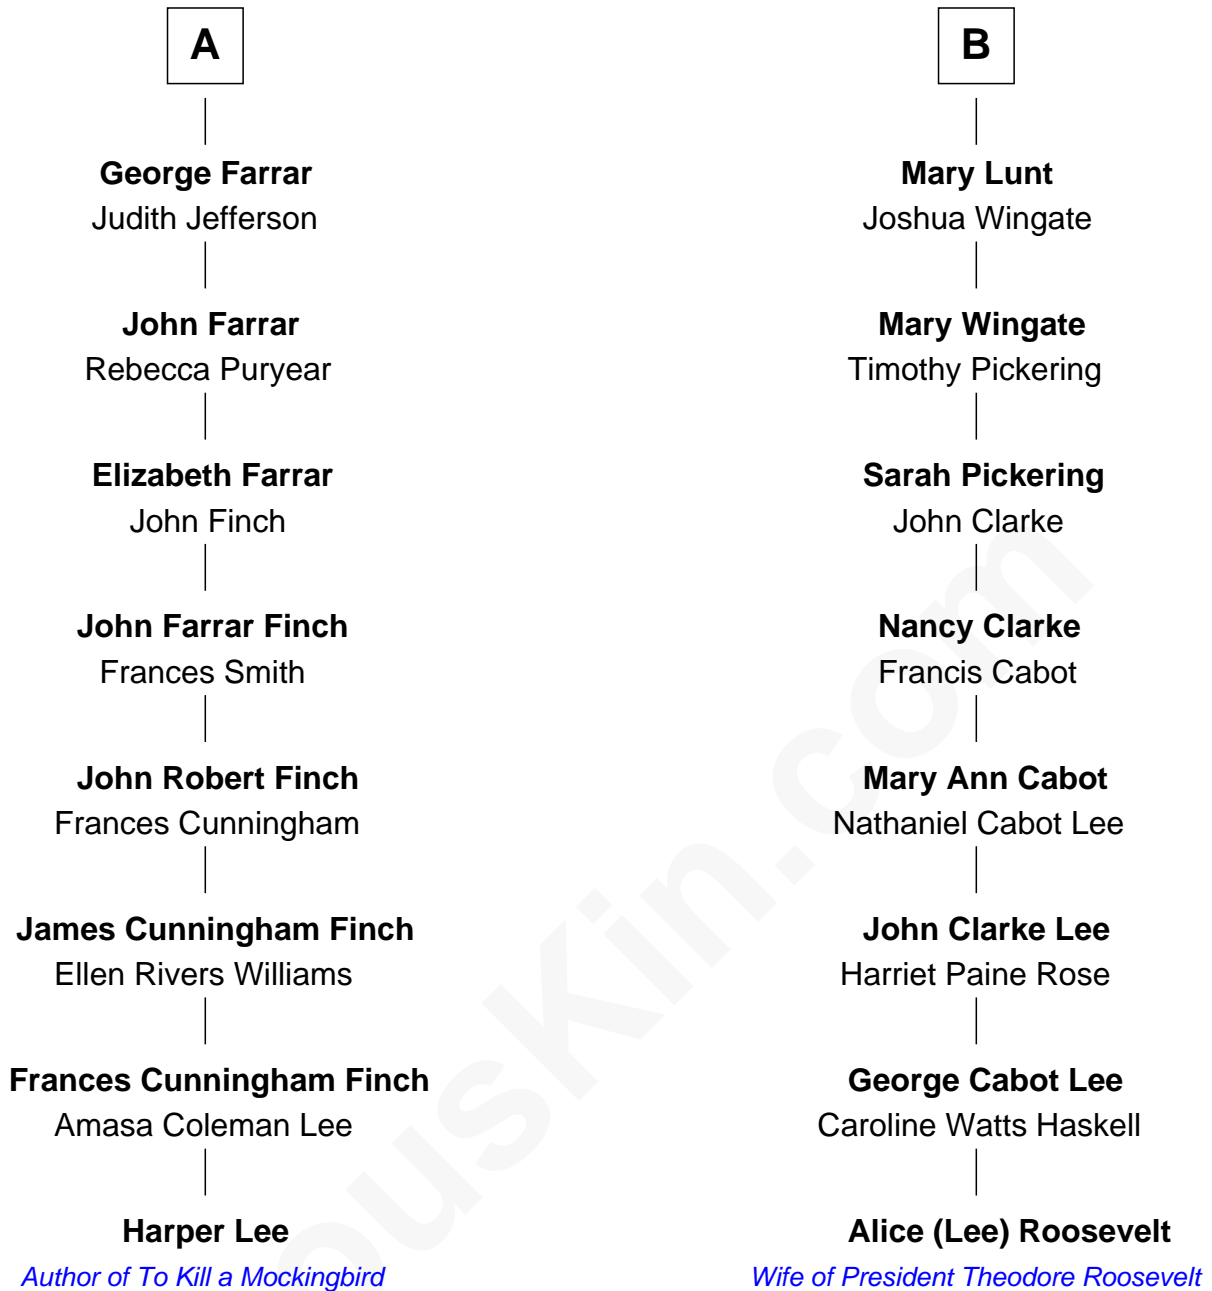 A
George Farrar
Judith Jefferson
John Farrar
Rebecca Puryear
Elizabeth Farrar
John Finch
John Farrar Finch
Frances Smith
John Robert Finch
Frances Cunningham
James Cunningham Finch
Ellen Rivers Williams
Frances Cunningham Finch
Amasa Coleman Lee
Harper Lee
Author of To Kill a Mockingbird
B
Mary Lunt
Joshua Wingate
Mary Wingate
Timothy Pickering
Sarah Pickering
John Clarke
Nancy Clarke
Francis Cabot
Mary Ann Cabot
Nathaniel Cabot Lee
John Clarke Lee
Harriet Paine Rose
George Cabot Lee
Caroline Watts Haskell
Alice (Lee) Roosevelt
Wife of President Theodore Roosevelt
ousKin.com